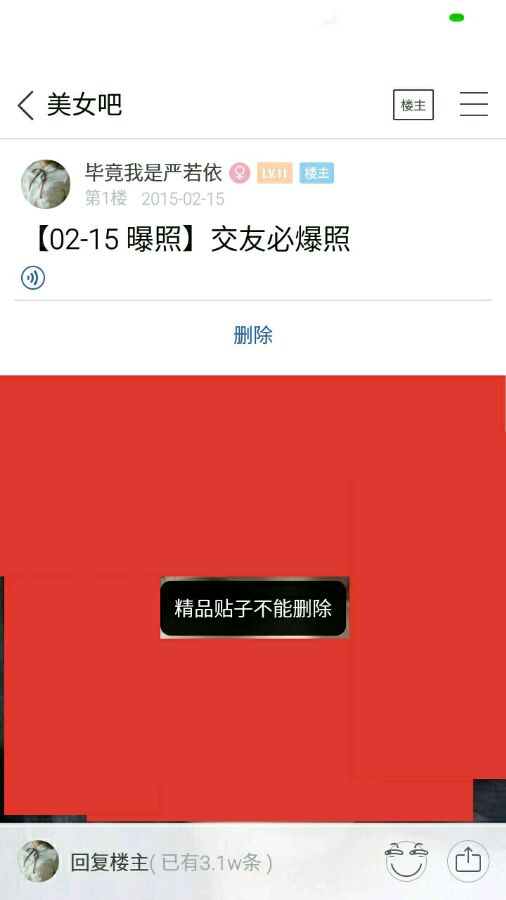 美女吧
楼主
毕竟我是严若依 LV.11 楼主
第1楼 2015-02-15
【02-15 曝照】交友必爆照
删除
精品贴子不能删除
回复楼主( 已有3.1w条 )